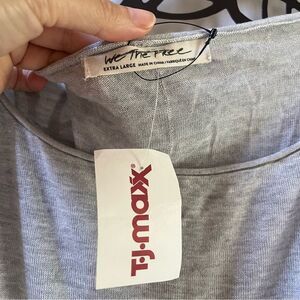 We The Free
EXTRA LARGE MADE IN CHINA / FABRIQUÉ EN CHINE
T·J·maxx®